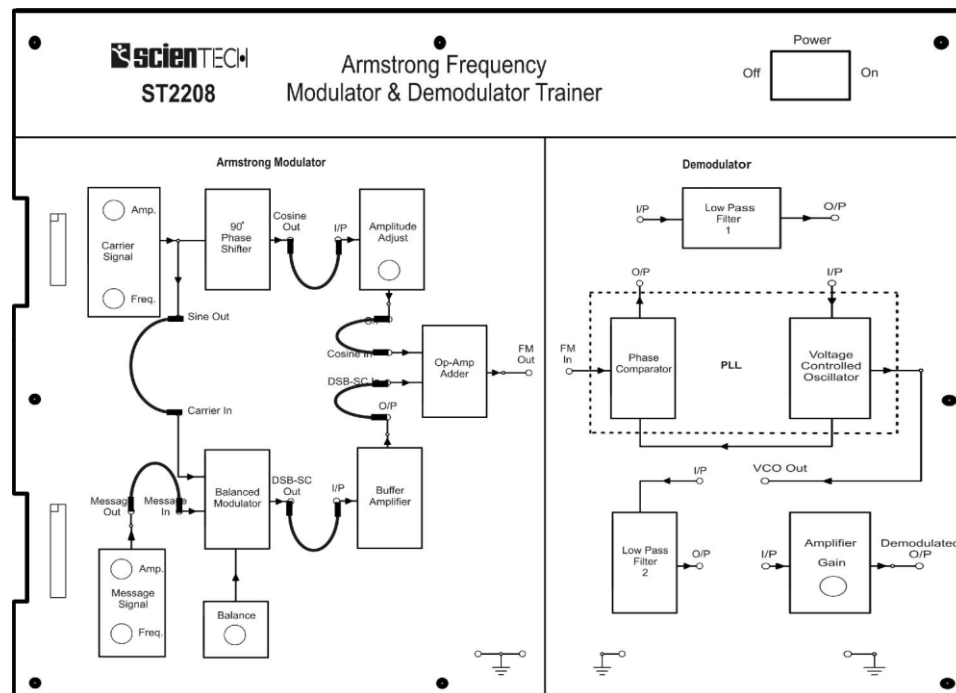 SCIENTECH
ST2208
Armstrong Frequency
Modulator & Demodulator Trainer
Power
Off
On
Armstrong Modulator
Amp.
Carrier
Signal
Freq.
90°
Phase
Shifter
Cosine
Out
I/P
Amplitude
Adjust
Sine Out
Cosine In
DSB-SC In
O/P
Op-Amp
Adder
FM
Out
Carrier In
Message
Out
Message
In
Balanced
Modulator
DSB-SC
Out
I/P
Buffer
Amplifier
Amp.
Message
Signal
Freq.
Balance
Demodulator
I/P
Low Pass
Filter
1
O/P
O/P
I/P
FM
In
Phase
Comparator
PLL
Voltage
Controlled
Oscillator
I/P
VCO Out
Low Pass
Filter
2
O/P
I/P
Amplifier
Gain
Demodulated
O/P